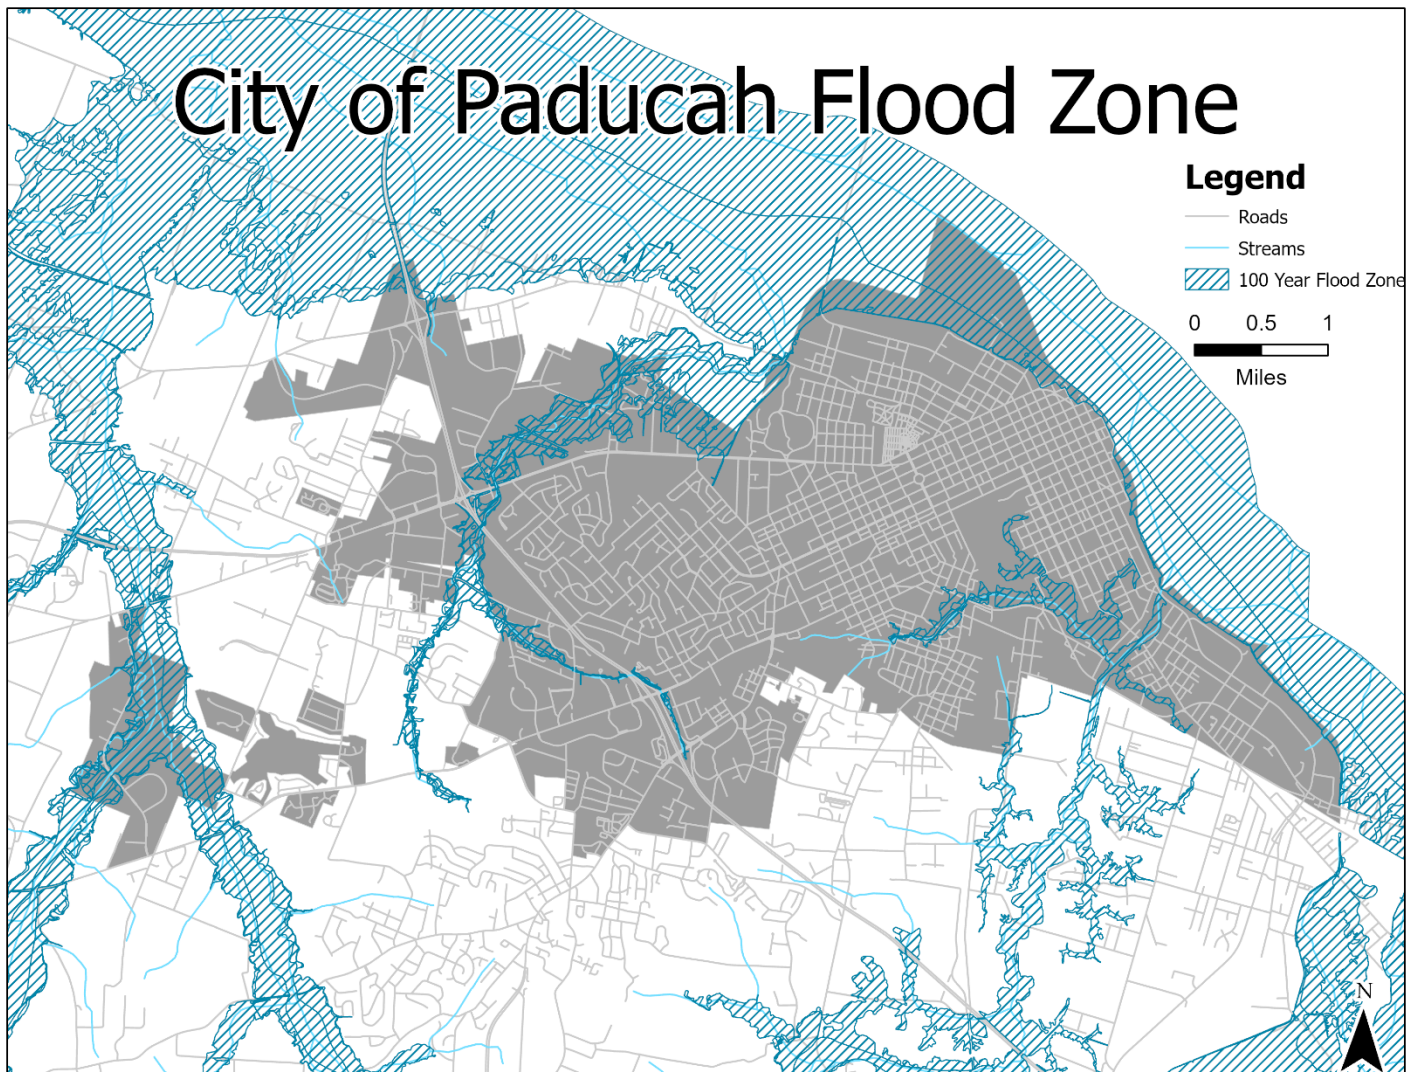 City of Paducah Flood Zone
Legend
Roads
Streams
100 Year Flood Zone
0 0.5 1
Miles
N